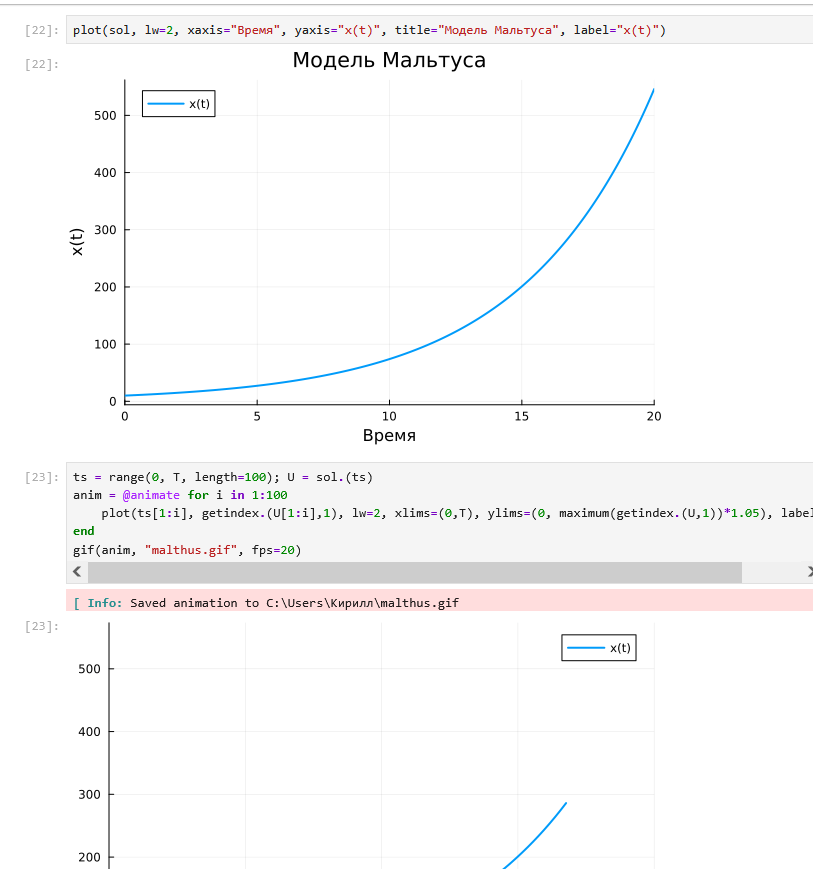 [22]: plot(sol, lw=2, xaxis="Время", yaxis="x(t)", title="Модель Мальтуса", label="x(t)")
[22]:
Модель Мальтуса
x(t)
500
400
300
200
100
0
x(t)
0 5 10 15 20
Время
[23]: ts = range(0, T, length=100); U = sol.(ts)
anim = @animate for i in 1:100
    plot(ts[1:i], getindex.(U[1:i],1), lw=2, xlims=(0,T), ylims=(0, maximum(getindex.(U,1))*1.05), label
end
gif(anim, "malthus.gif", fps=20)
[ Info: Saved animation to C:\Users\Кирилл\malthus.gif
[23]:
x(t)
500
400
300
200